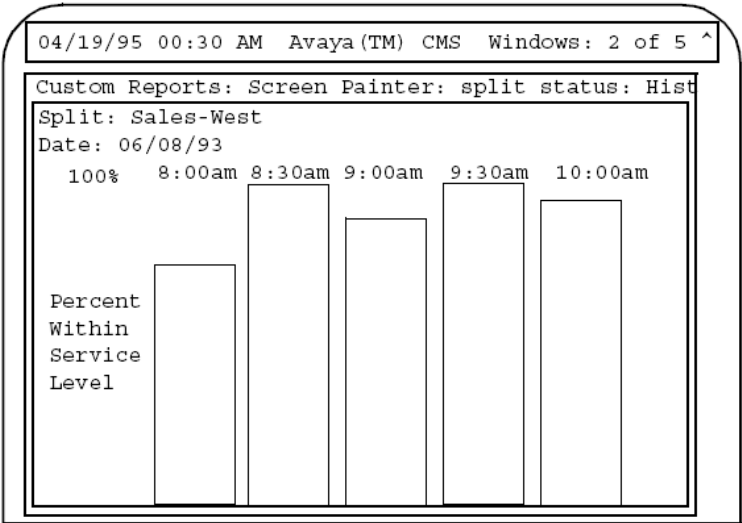 04/19/95 00:30 AM Avaya(TM) CMS Windows: 2 of 5 ^
Custom Reports: Screen Painter: split status: Hist
Split: Sales-West
Date: 06/08/93
100% 8:00am 8:30am 9:00am 9:30am 10:00am
Percent
Within
Service
Level